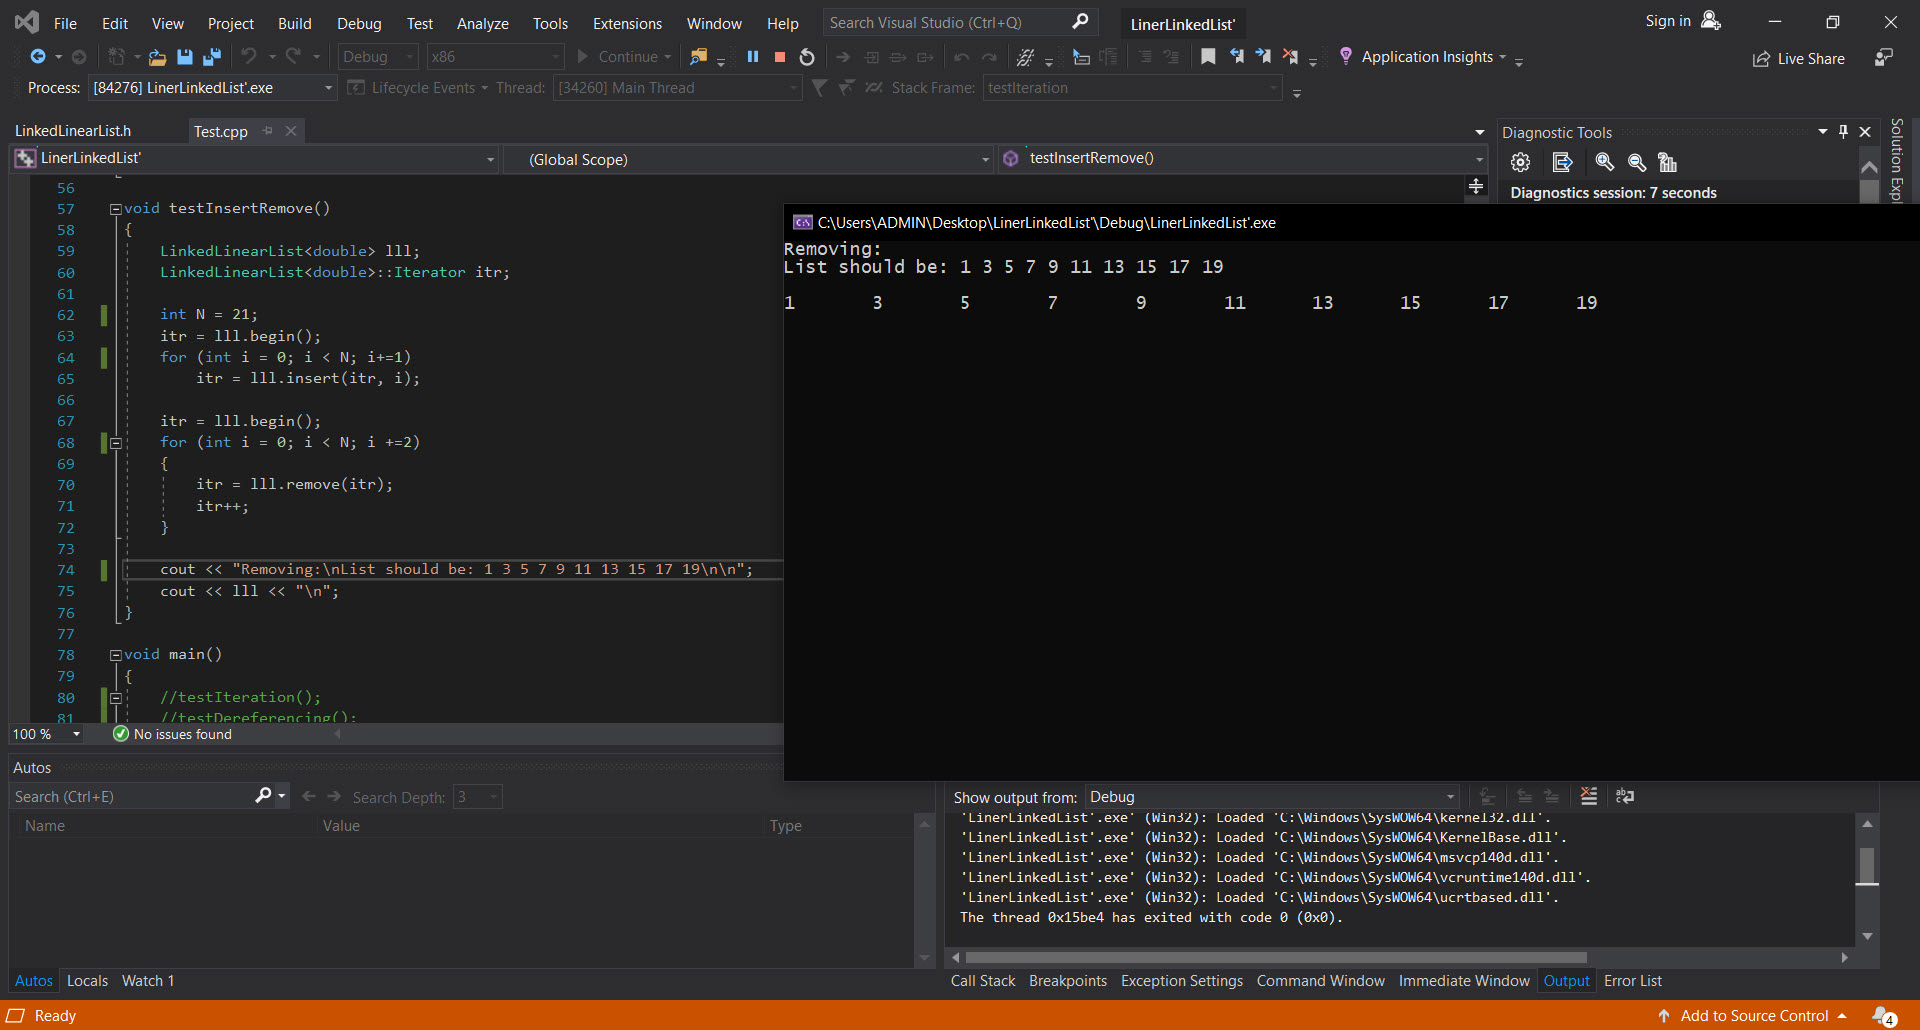 File Edit View Project Build Debug Test Analyze Tools Extensions Window Help Search Visual Studio (Ctrl+Q) LinerLinkedList' Sign in
Debug x86 Continue Application Insights Live Share
Process: [84276] LinerLinkedList'.exe Lifecycle Events Thread: [34260] Main Thread Stack Frame: testIteration
LinkedLinearList.h Test.cpp
LinerLinkedList' (Global Scope) testInsertRemove()
56
57 void testInsertRemove()
58 {
59 LinkedLinearList<double> lll;
60 LinkedLinearList<double>::Iterator itr;
61
62 int N = 21;
63 itr = lll.begin();
64 for (int i = 0; i < N; i+=1)
65 itr = lll.insert(itr, i);
66
67 itr = lll.begin();
68 for (int i = 0; i < N; i +=2)
69 {
70 itr = lll.remove(itr);
71 itr++;
72 }
73
74 cout << "Removing:\nList should be: 1 3 5 7 9 11 13 15 17 19\n\n";
75 cout << lll << "\n";
76 }
77
78 void main()
79 {
80 //testIteration();
81 //testDereferencing();
100 % No issues found
Diagnostic Tools
Diagnostics session: 7 seconds
Solution Expl
C:\Users\ADMIN\Desktop\LinerLinkedList'\Debug\LinerLinkedList'.exe
Removing:
List should be: 1 3 5 7 9 11 13 15 17 19
1 3 5 7 9 11 13 15 17 19
Autos
Search (Ctrl+E) Search Depth: 3
Name Value Type
Autos Locals Watch 1
Show output from: Debug
'LinerLinkedList'.exe' (Win32): Loaded 'C:\Windows\SysWOW64\kernel32.dll'.
'LinerLinkedList'.exe' (Win32): Loaded 'C:\Windows\SysWOW64\KernelBase.dll'.
'LinerLinkedList'.exe' (Win32): Loaded 'C:\Windows\SysWOW64\msvcp140d.dll'.
'LinerLinkedList'.exe' (Win32): Loaded 'C:\Windows\SysWOW64\vcruntime140d.dll'.
'LinerLinkedList'.exe' (Win32): Loaded 'C:\Windows\SysWOW64\ucrtbased.dll'.
The thread 0x15be4 has exited with code 0 (0x0).
Call Stack Breakpoints Exception Settings Command Window Immediate Window Output Error List
Ready Add to Source Control 4